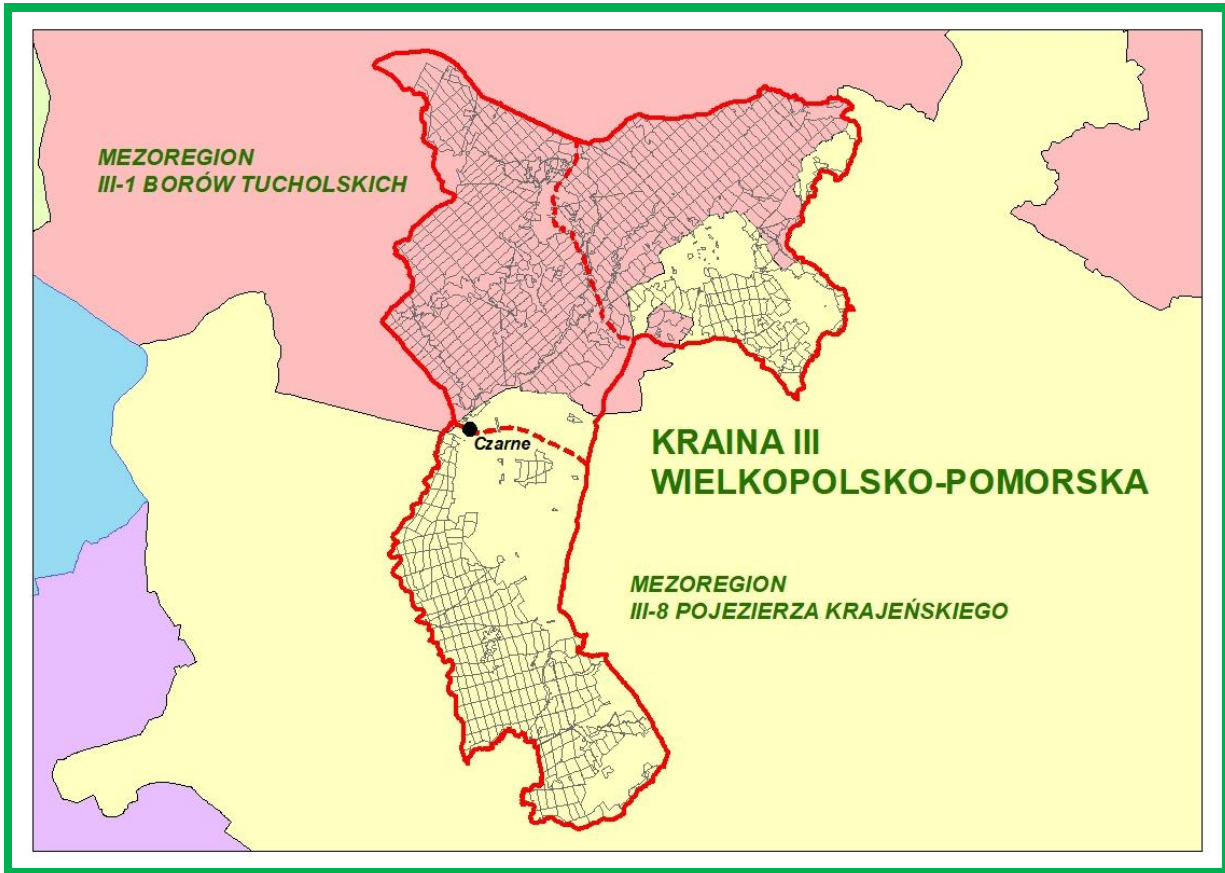 MEZOREGION
III-1 BORÓW TUCHOLSKICH
Czarne
KRAINA III
WIELKOPOLSKO-POMORSKA
MEZOREGION
III-8 POJEZIERZA KRAJEŃSKIEGO